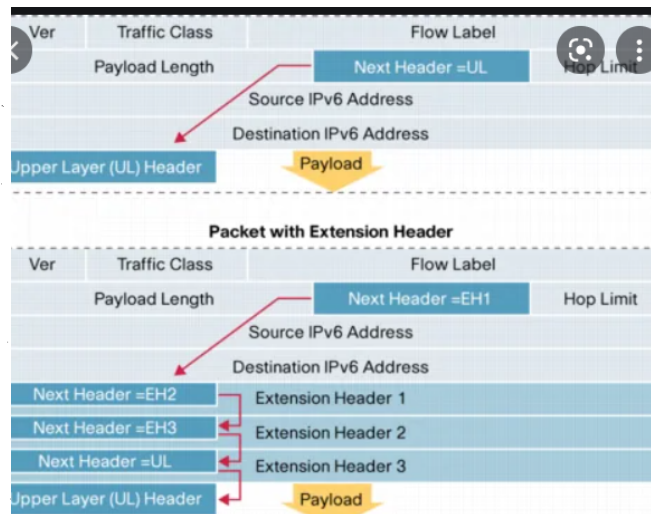 Ver Traffic Class Flow Label
Payload Length Next Header =UL Hop Limit
Source IPv6 Address
Destination IPv6 Address
Upper Layer (UL) Header Payload
Packet with Extension Header
Ver Traffic Class Flow Label
Payload Length Next Header =EH1 Hop Limit
Source IPv6 Address
Destination IPv6 Address
Next Header =EH2 Extension Header 1
Next Header =EH3 Extension Header 2
Next Header =UL Extension Header 3
Upper Layer (UL) Header Payload